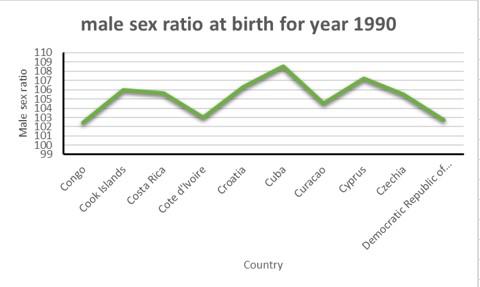 male sex ratio at birth for year 1990
Male sex ratio
110
109
108
107
106
105
104
103
102
101
100
99
Congo
Cook Islands
Costa Rica
Cote d'Ivoire
Croatia
Cuba
Curacao
Cyprus
Czechia
Democratic Republic of...
Country